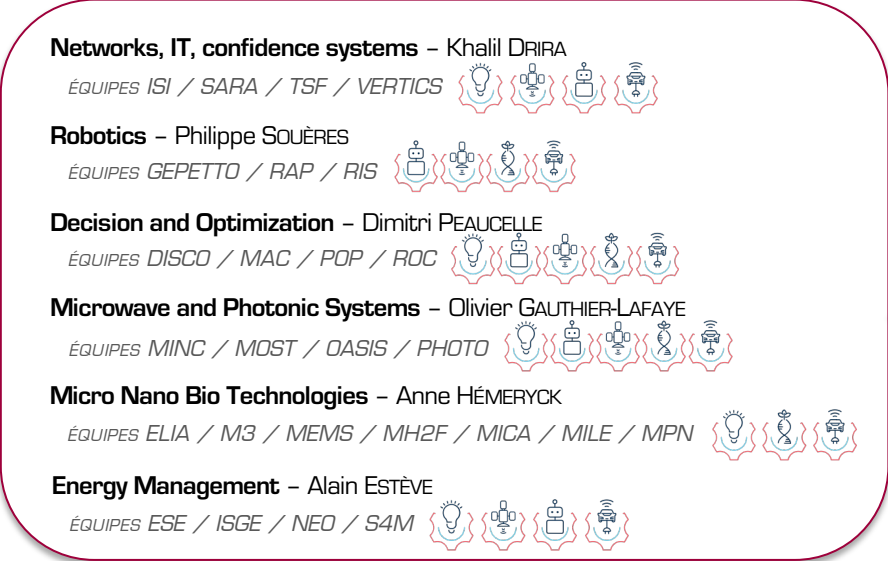 Networks, IT, confidence systems – Khalil DRIRA
ÉQUIPES ISI / SARA / TSF / VERTICS
Robotics – Philippe SOUÈRES
ÉQUIPES GEPETTO / RAP / RIS
Decision and Optimization – Dimitri PEAUCELLE
ÉQUIPES DISCO / MAC / POP / ROC
Microwave and Photonic Systems – Olivier GAUTHIER-LAFAYE
ÉQUIPES MINC / MOST / OASIS / PHOTO
Micro Nano Bio Technologies – Anne HÉMERYCK
ÉQUIPES ELIA / M3 / MEMS / MH2F / MICA / MILE / MPN
Energy Management – Alain ESTÈVE
ÉQUIPES ESE / ISGE / NEO / S4M